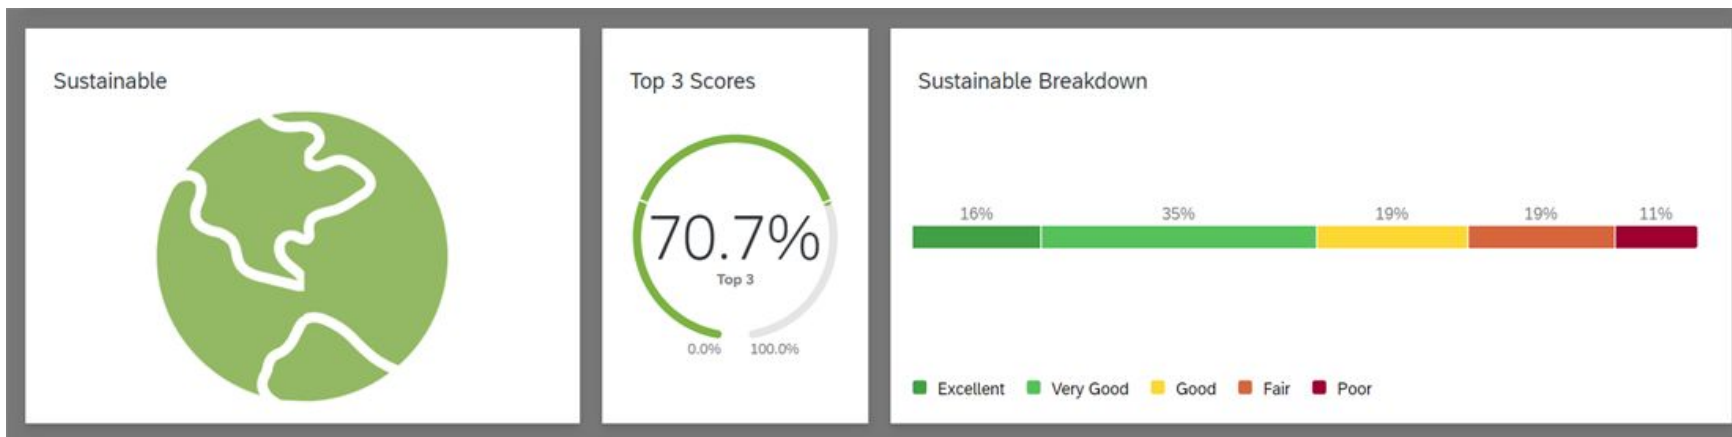 Sustainable
Top 3 Scores
70.7%
Top 3
0.0% 100.0%
Sustainable Breakdown
16% 35% 19% 19% 11%
Excellent Very Good Good Fair Poor